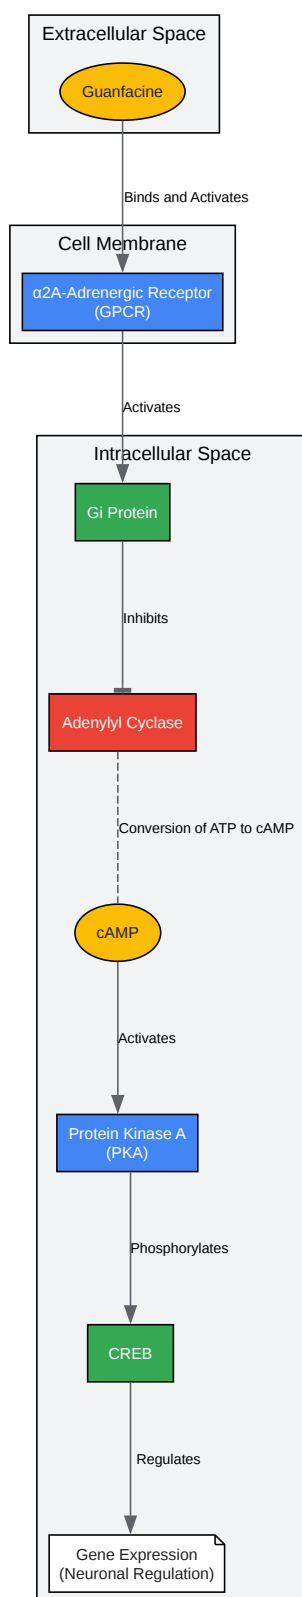 Extracellular Space
Guanfacine
Binds and Activates
Cell Membrane
α2A-Adrenergic Receptor
(GPCR)
Activates
Intracellular Space
Gi Protein
Inhibits
Adenylyl Cyclase
Conversion of ATP to cAMP
cAMP
Activates
Protein Kinase A
(PKA)
Phosphorylates
CREB
Regulates
Gene Expression
(Neuronal Regulation)